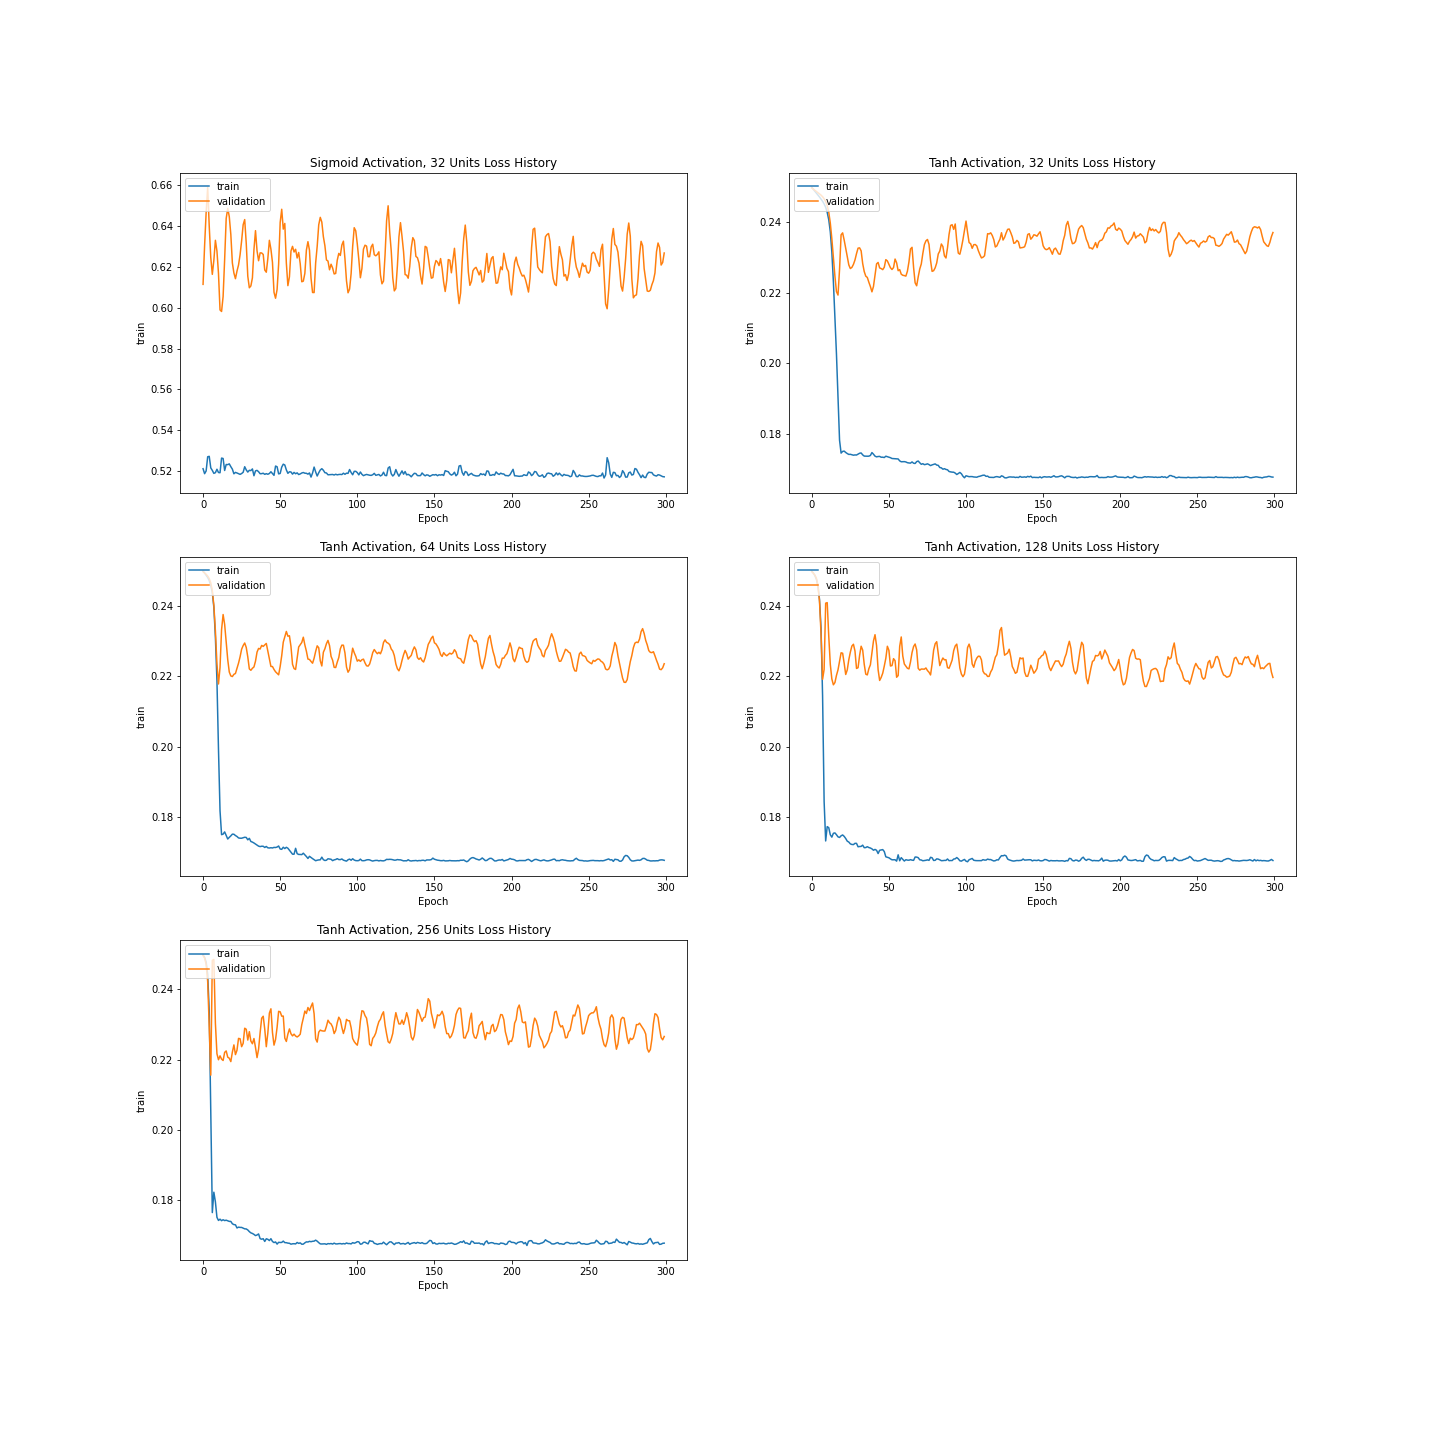 Sigmoid Activation, 32 Units Loss History
train
validation
0.66
0.64
0.62
0.60
0.58
0.56
0.54
0.52
train
0 50 100 150 200 250 300
Epoch
Tanh Activation, 32 Units Loss History
train
validation
0.24
0.22
0.20
0.18
train
0 50 100 150 200 250 300
Epoch
Tanh Activation, 64 Units Loss History
train
validation
0.24
0.22
0.20
0.18
train
0 50 100 150 200 250 300
Epoch
Tanh Activation, 128 Units Loss History
train
validation
0.24
0.22
0.20
0.18
train
0 50 100 150 200 250 300
Epoch
Tanh Activation, 256 Units Loss History
train
validation
0.24
0.22
0.20
0.18
train
0 50 100 150 200 250 300
Epoch